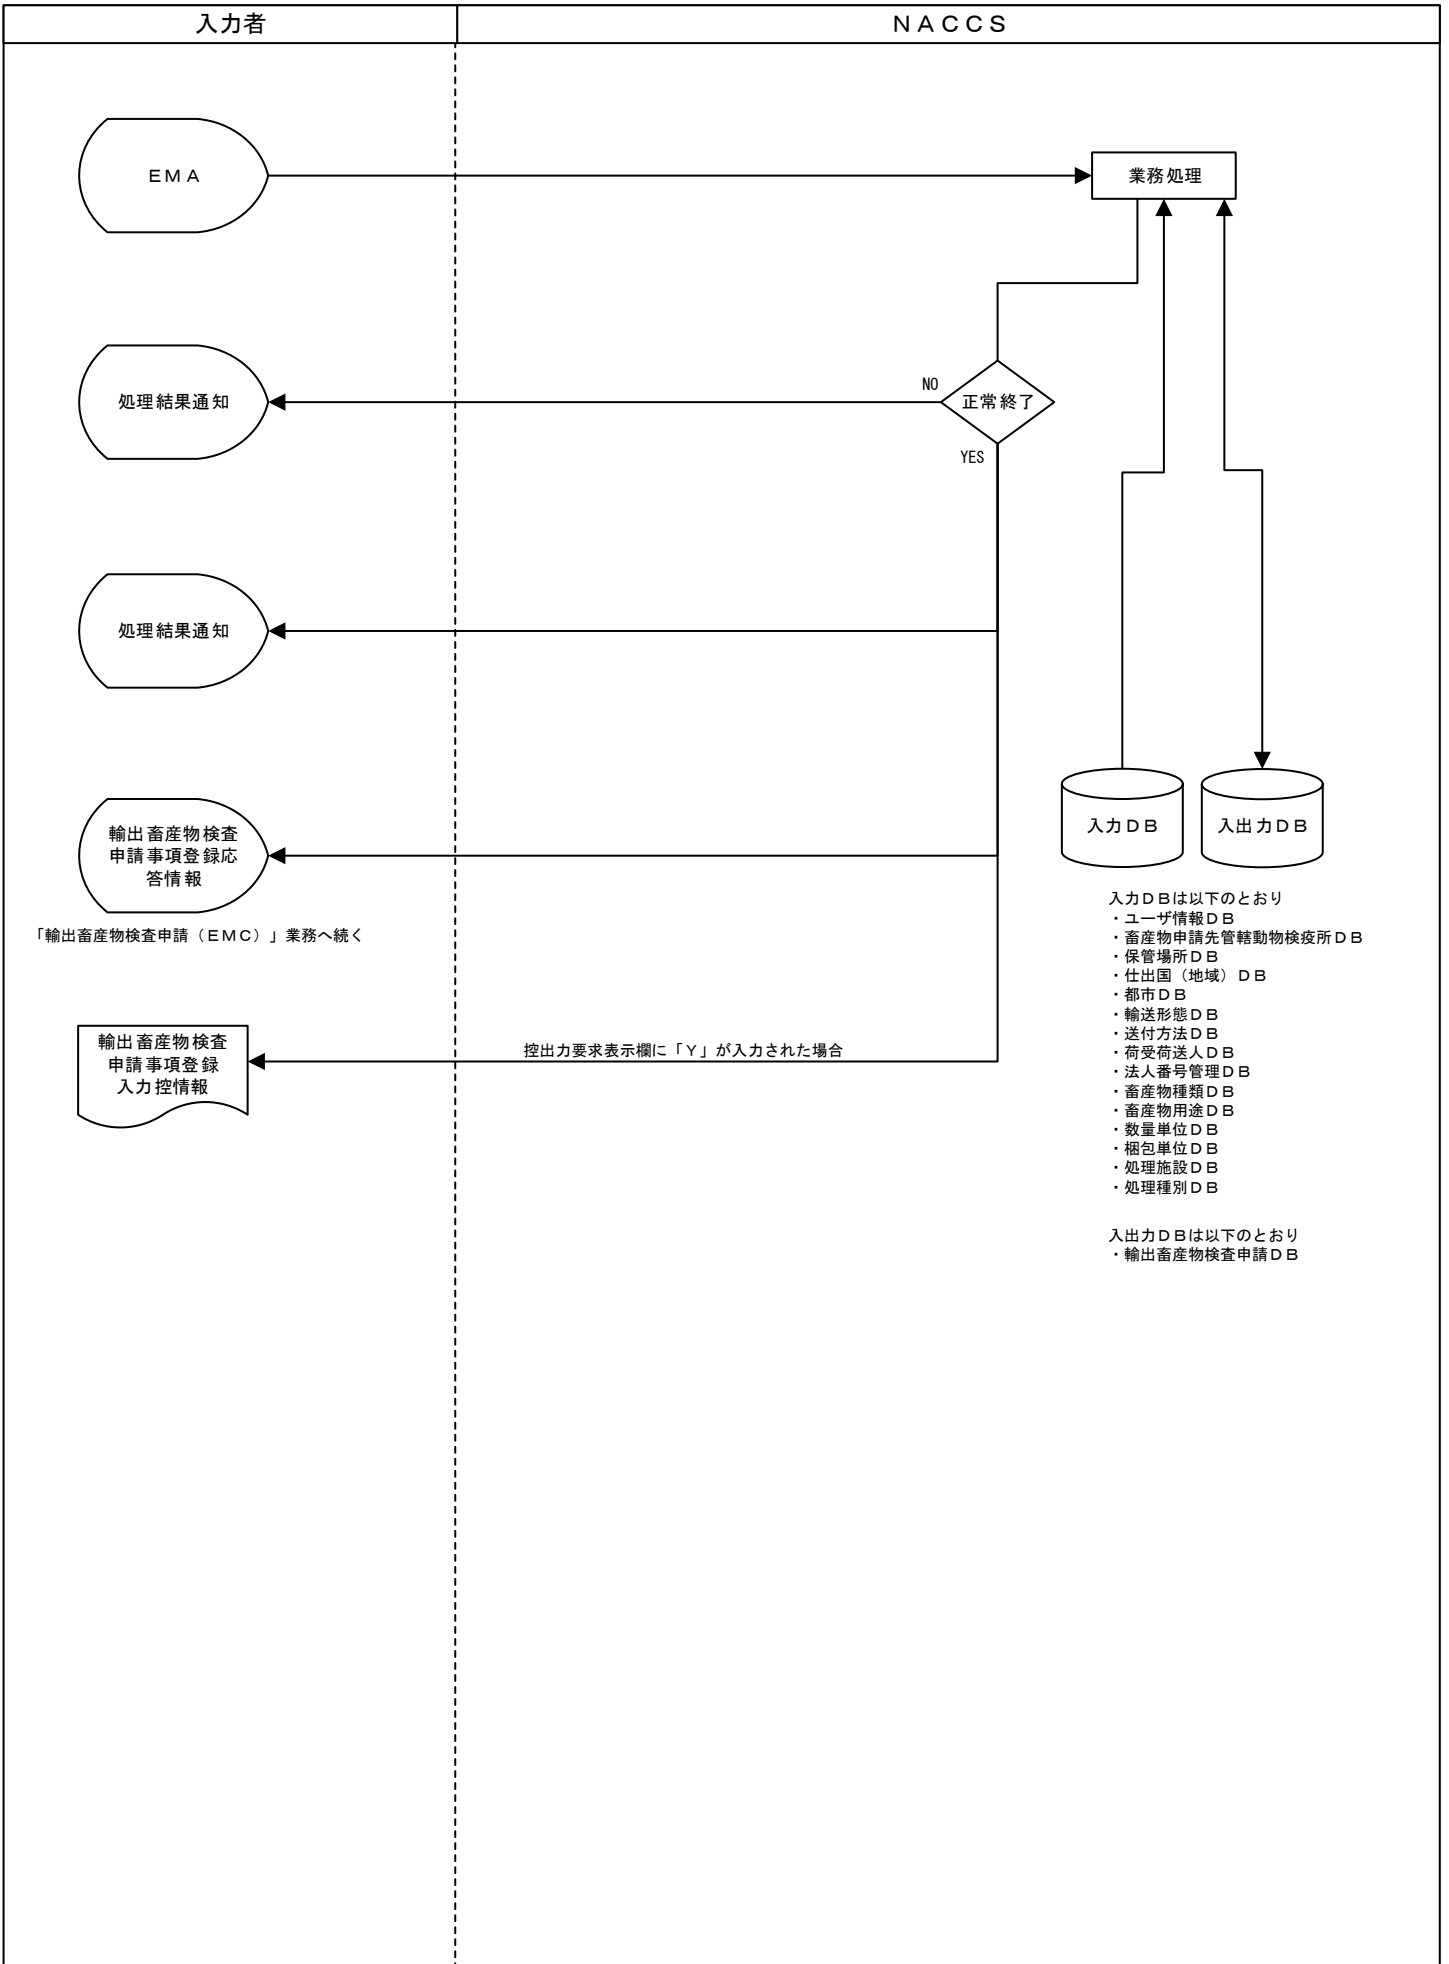 入力者
ＮＡＣＣＳ
ＥＭＡ
業務処理
処理結果通知
NO
正常終了
YES
処理結果通知
輸出畜産物検査
申請事項登録応
答情報
「輸出畜産物検査申請（ＥＭＣ）」業務へ続く
入力ＤＢ
入出力ＤＢ
輸出畜産物検査
申請事項登録
入力控情報
控出力要求表示欄に「Ｙ」が入力された場合
入力ＤＢは以下のとおり
・ユーザ情報ＤＢ
・畜産物申請先管轄動物検疫所ＤＢ
・保管場所ＤＢ
・仕出国（地域）ＤＢ
・都市ＤＢ
・輸送形態ＤＢ
・送付方法ＤＢ
・荷受荷送人ＤＢ
・法人番号管理ＤＢ
・畜産物種類ＤＢ
・畜産物用途ＤＢ
・数量単位ＤＢ
・梱包単位ＤＢ
・処理施設ＤＢ
・処理種別ＤＢ
入出力ＤＢは以下のとおり
・輸出畜産物検査申請ＤＢ